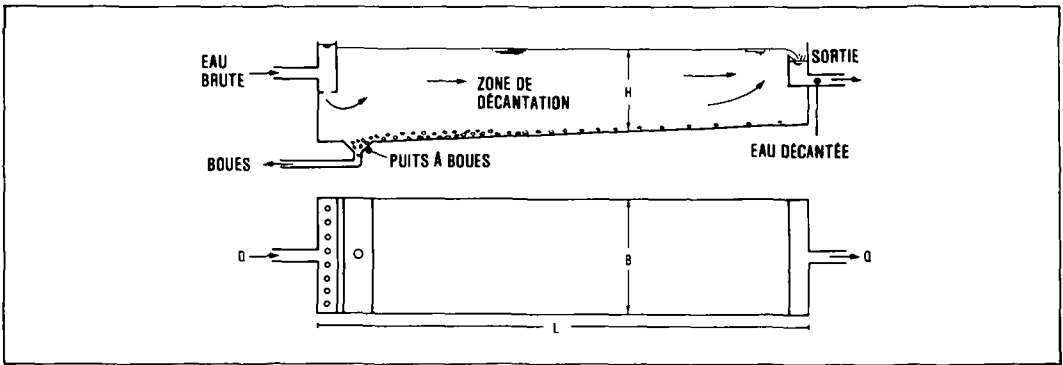 EAU
BRUTE
SORTIE
ZONE DE
DÉCANTATION
H
BOUES
PUITS À BOUES
EAU DÉCANTÉE
Q
B
Q
L